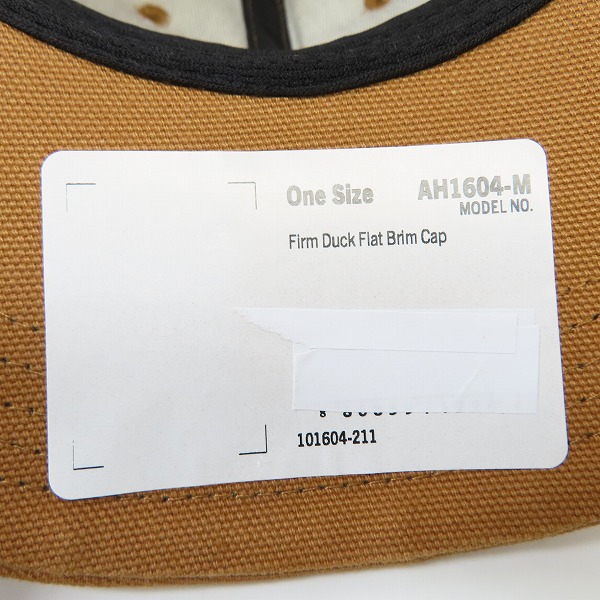 One Size
AH1604-M
MODEL NO.
Firm Duck Flat Brim Cap
101604-211